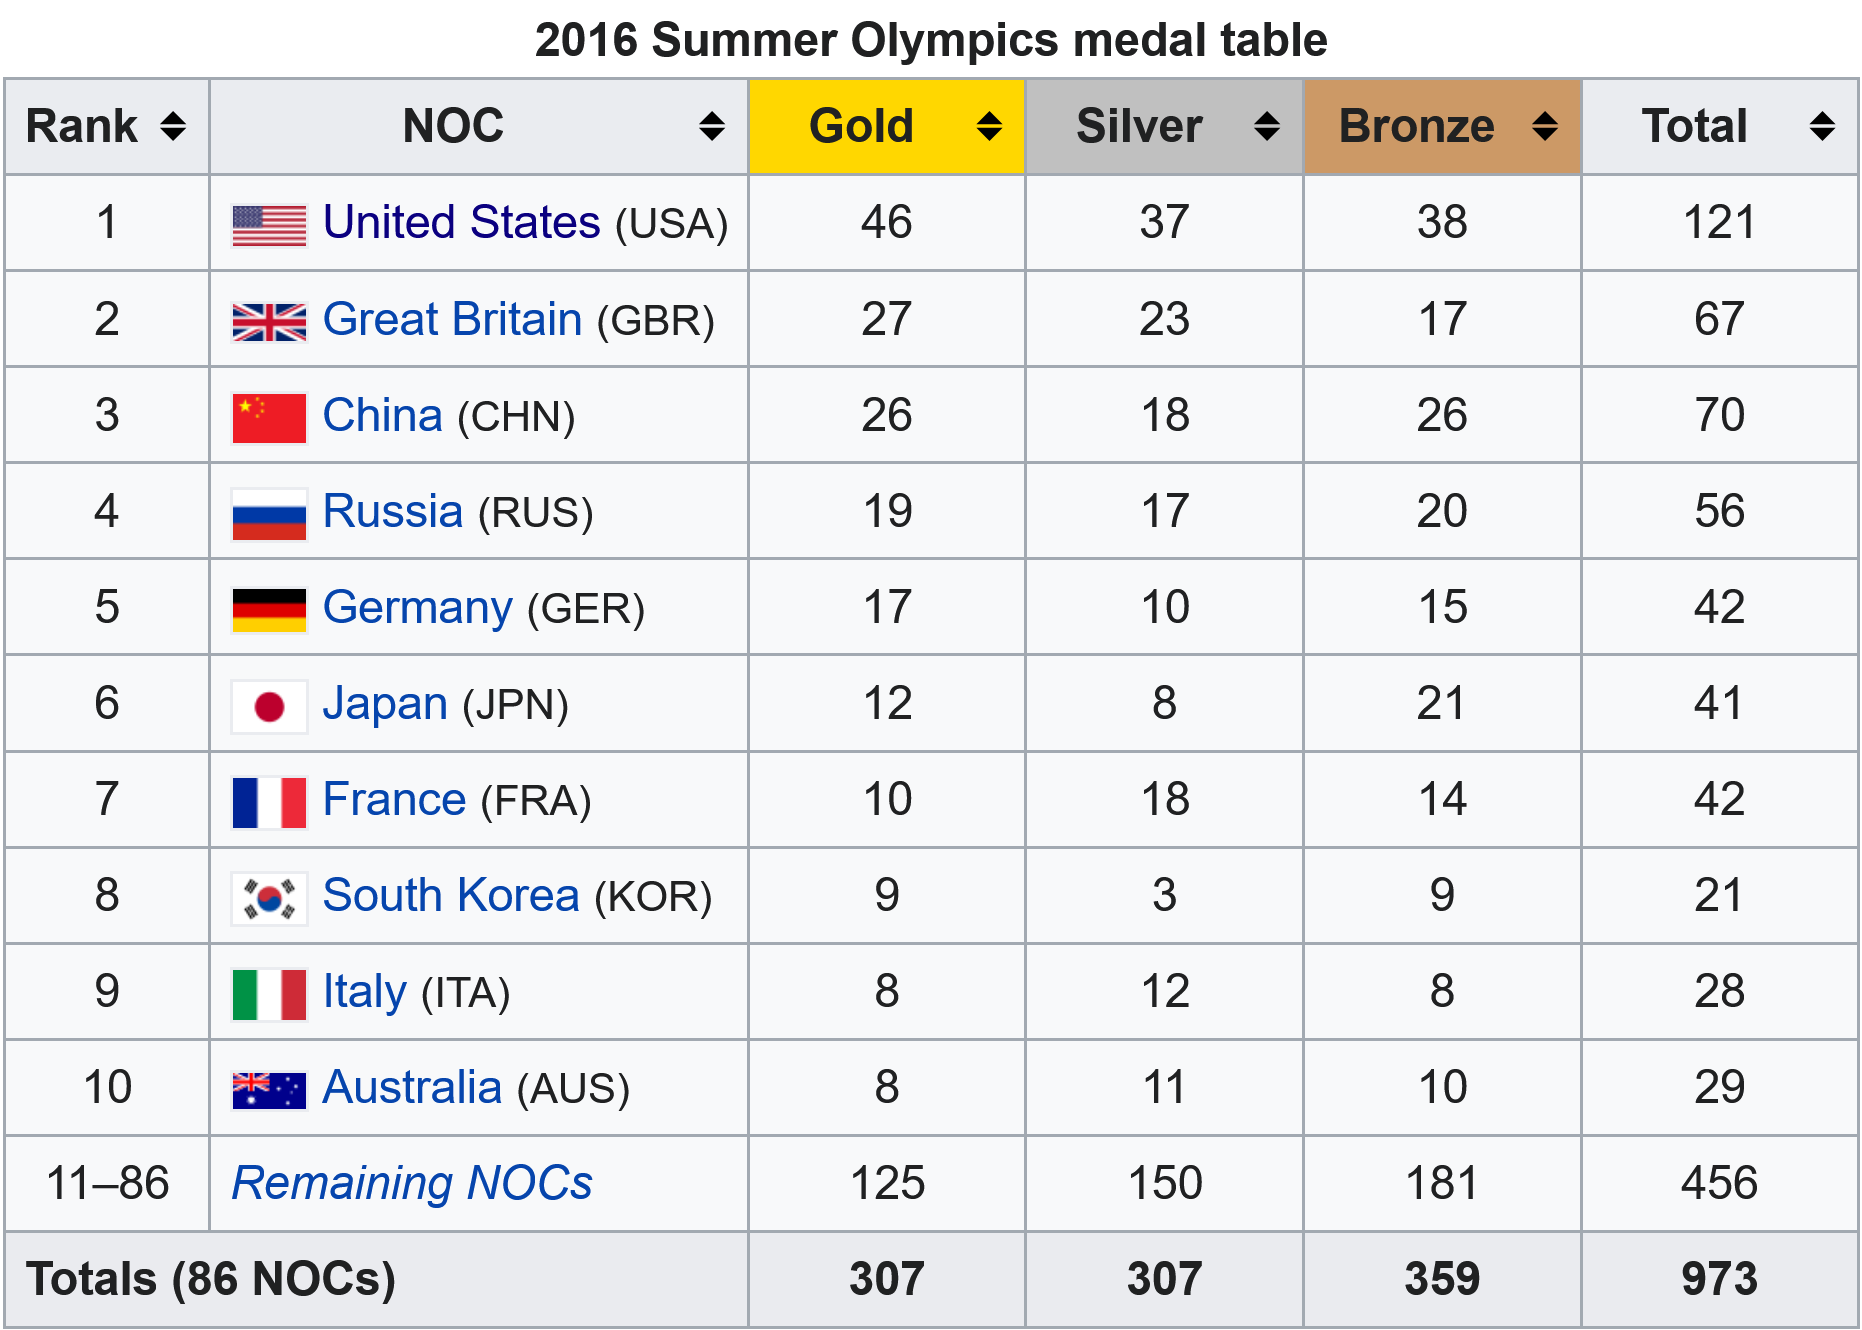 2016 Summer Olympics medal table
Rank NOC Gold Silver Bronze Total
1 United States (USA) 46 37 38 121
2 Great Britain (GBR) 27 23 17 67
3 China (CHN) 26 18 26 70
4 Russia (RUS) 19 17 20 56
5 Germany (GER) 17 10 15 42
6 Japan (JPN) 12 8 21 41
7 France (FRA) 10 18 14 42
8 South Korea (KOR) 9 3 9 21
9 Italy (ITA) 8 12 8 28
10 Australia (AUS) 8 11 10 29
11–86 Remaining NOCs 125 150 181 456
Totals (86 NOCs) 307 307 359 973